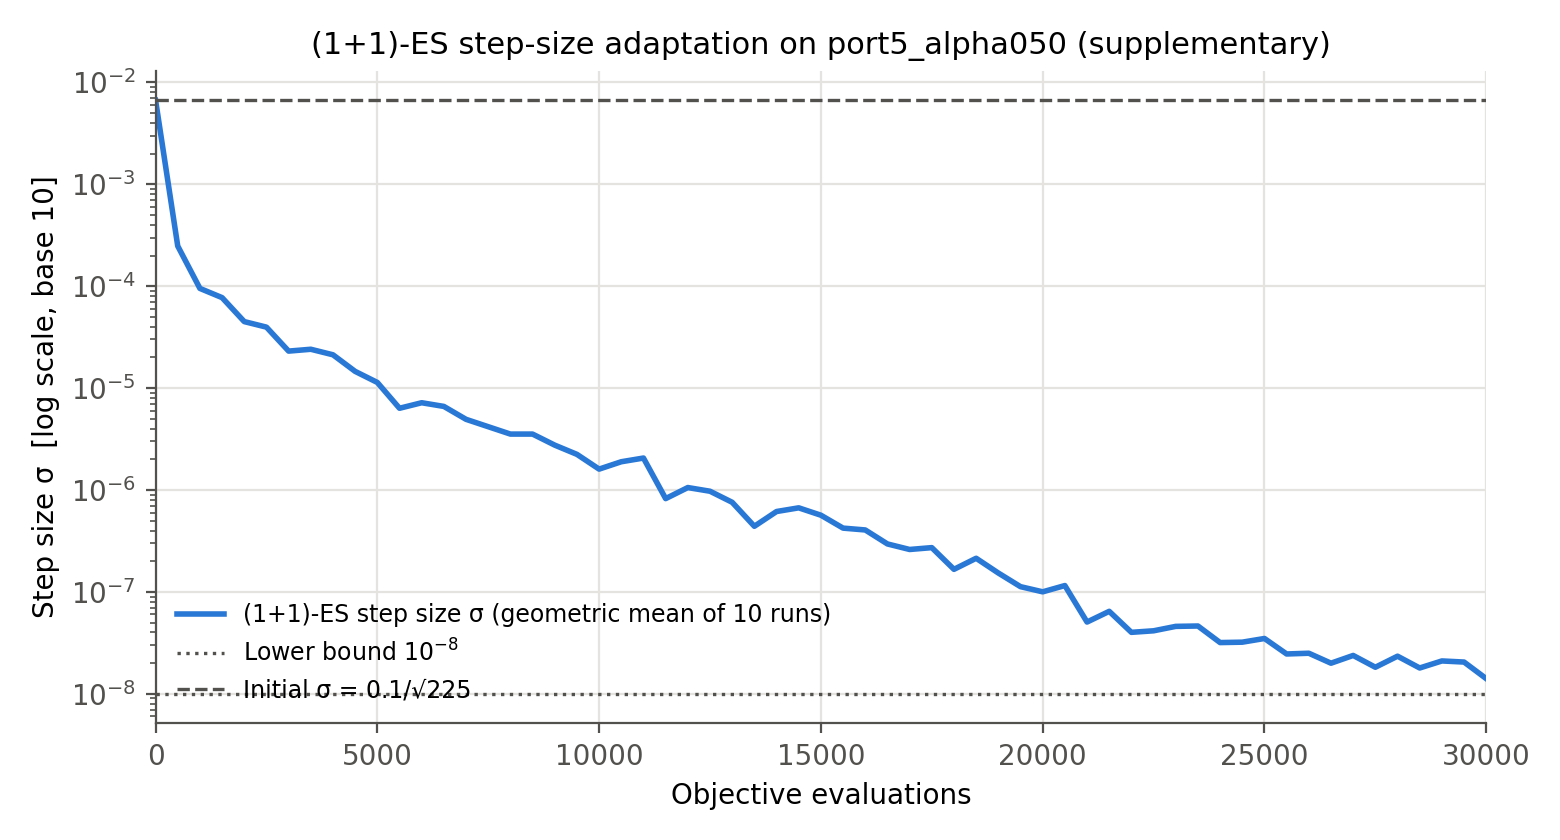 (1+1)-ES step-size adaptation on port5_alpha050 (supplementary)
Step size σ [log scale, base 10]
10⁻²
10⁻³
10⁻⁴
10⁻⁵
10⁻⁶
10⁻⁷
10⁻⁸
(1+1)-ES step size σ (geometric mean of 10 runs)
Lower bound 10⁻⁸
Initial σ = 0.1/√225
0 5000 10000 15000 20000 25000 30000
Objective evaluations